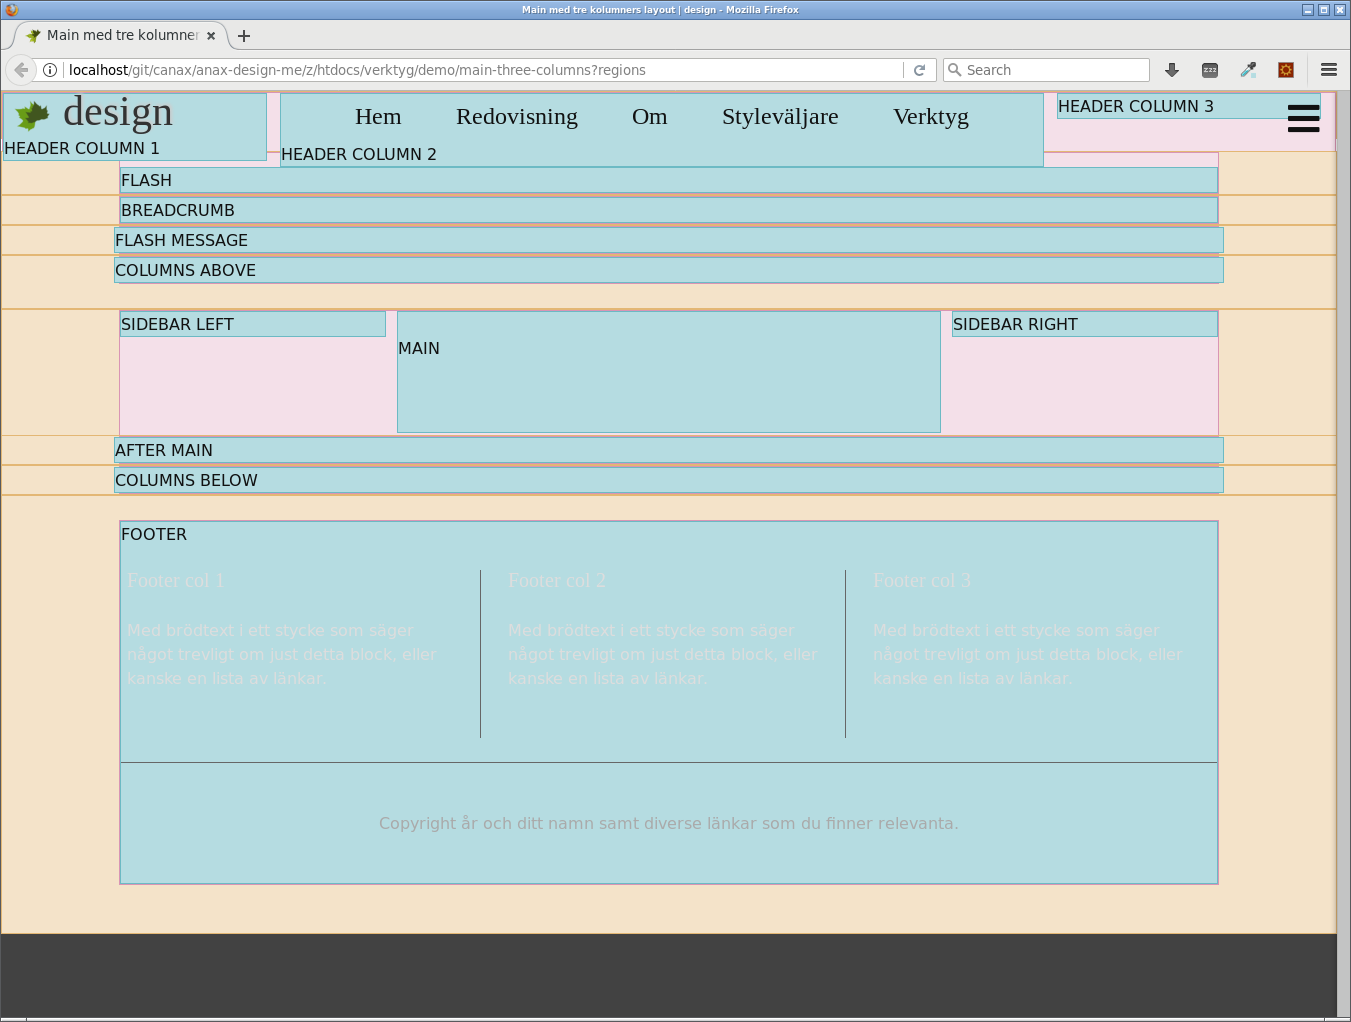 Main med tre kolumners layout | design - Mozilla Firefox
Main med tre kolumner
localhost/git/canax/anax-design-me/z/htdocs/verktyg/demo/main-three-columns?regions
Search
zzz
design
Hem Redovisning Om Styleväljare Verktyg
HEADER COLUMN 1
HEADER COLUMN 2
HEADER COLUMN 3
FLASH
BREADCRUMB
FLASH MESSAGE
COLUMNS ABOVE
SIDEBAR LEFT
MAIN
SIDEBAR RIGHT
AFTER MAIN
COLUMNS BELOW
FOOTER
Footer col 1
Med brödtext i ett stycke som säger
något trevligt om just detta block, eller
kanske en lista av länkar.
Footer col 2
Med brödtext i ett stycke som säger
något trevligt om just detta block, eller
kanske en lista av länkar.
Footer col 3
Med brödtext i ett stycke som säger
något trevligt om just detta block, eller
kanske en lista av länkar.
Copyright år och ditt namn samt diverse länkar som du finner relevanta.